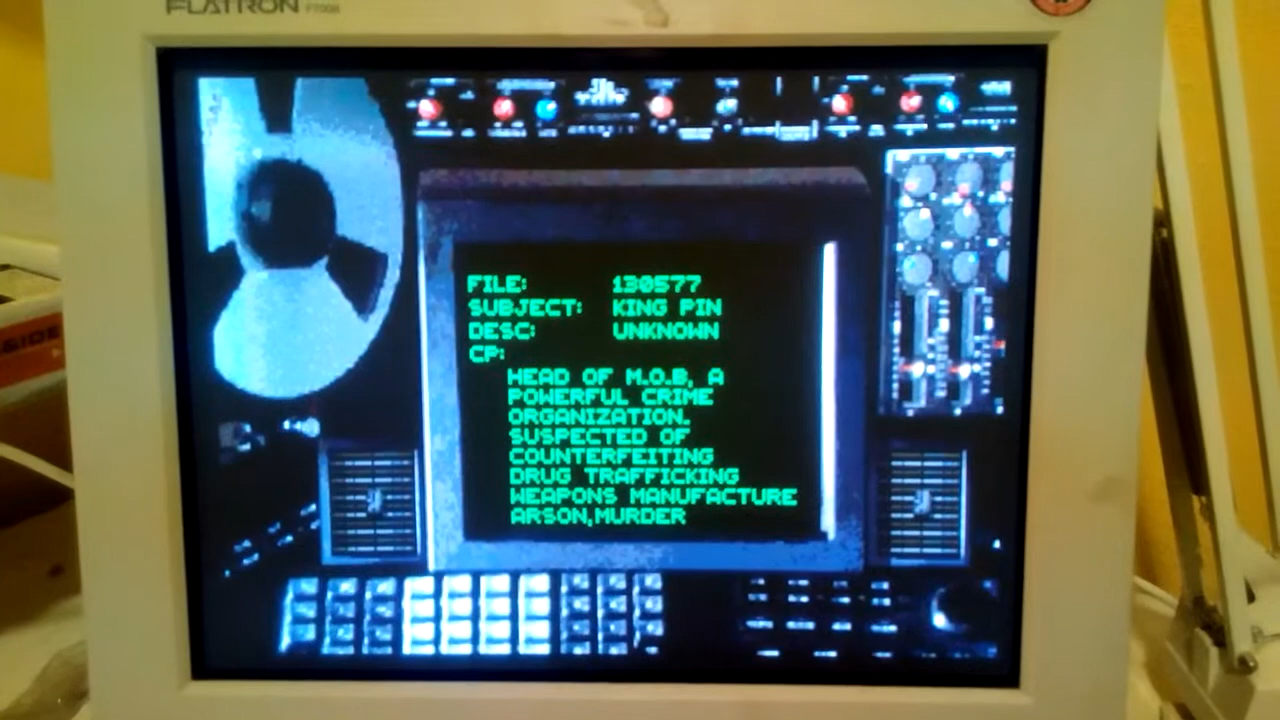 FLATRON
FILE: 130577
SUBJECT: KING PIN
DESC: UNKNOWN
CP:
HEAD OF M.O.B, A
POWERFUL CRIME
ORGANIZATION.
SUSPECTED OF
COUNTERFEITING
DRUG TRAFFICKING
WEAPONS MANUFACTURE
ARSON,MURDER